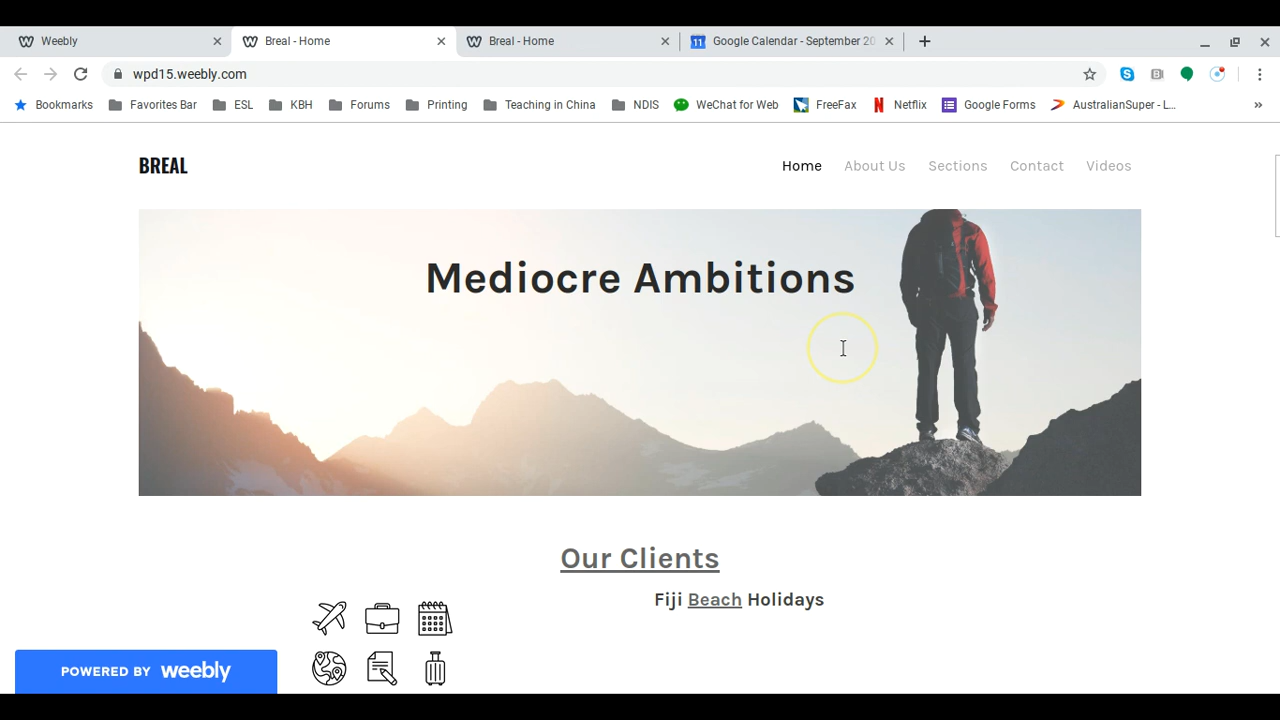 Weebly
Breal - Home
Breal - Home
11
Google Calendar - September 20
wpd15.weebly.com
Bookmarks
Favorites Bar
ESL
KBH
Forums
Printing
Teaching in China
NDIS
WeChat for Web
FreeFax
Netflix
Google Forms
AustralianSuper - L...
BREAL
Home
About Us
Sections
Contact
Videos
Mediocre Ambitions
Our Clients
Fiji Beach Holidays
POWERED BY weebly